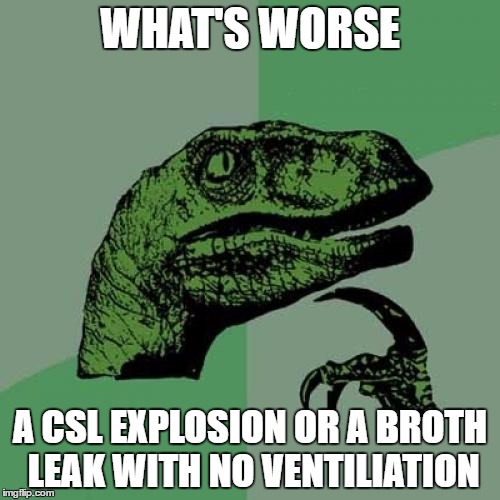 WHAT'S WORSE
A CSL EXPLOSION OR A BROTH
LEAK WITH NO VENTILIATION
imgflip.com